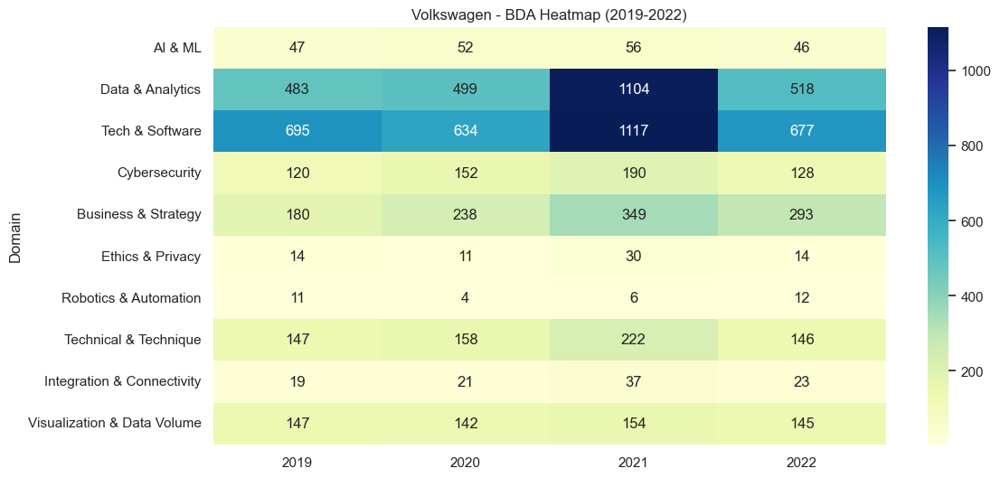 Volkswagen - BDA Heatmap (2019-2022)
Domain
AI & ML 47 52 56 46
Data & Analytics 483 499 1104 518
Tech & Software 695 634 1117 677
Cybersecurity 120 152 190 128
Business & Strategy 180 238 349 293
Ethics & Privacy 14 11 30 14
Robotics & Automation 11 4 6 12
Technical & Technique 147 158 222 146
Integration & Connectivity 19 21 37 23
Visualization & Data Volume 147 142 154 145
2019 2020 2021 2022
1000
800
600
400
200